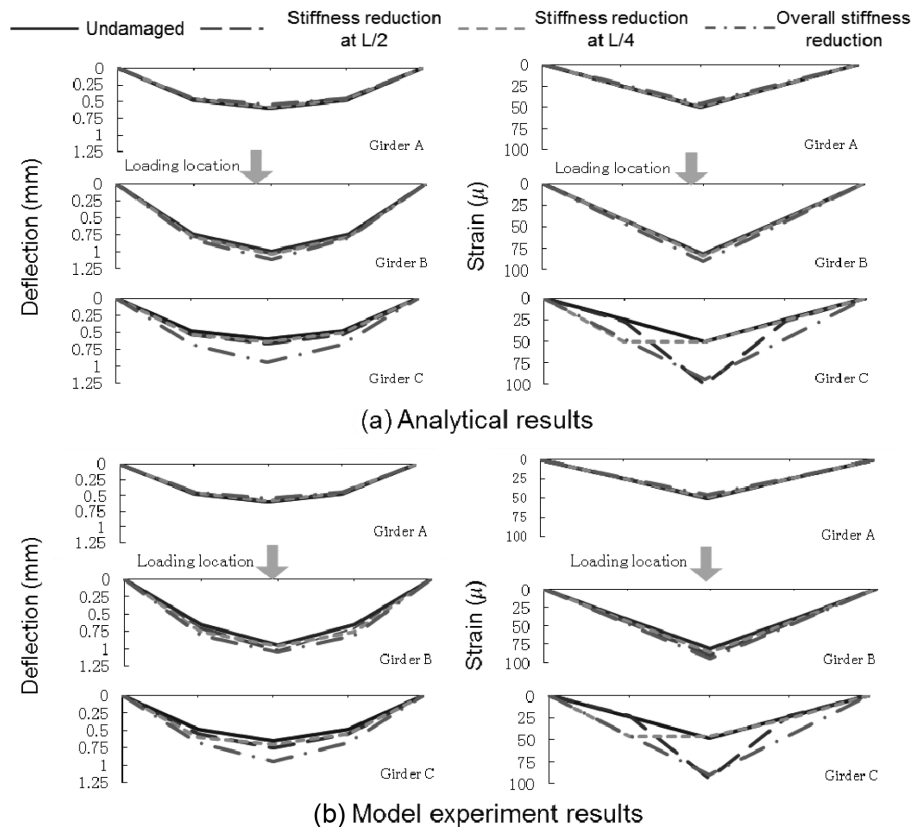 Undamaged
Stiffness reduction
at L/2
Stiffness reduction
at L/4
Overall stiffness
reduction
Deflection (mm)
0
0.25
0.5
0.75
1
1.25
Girder A
Loading location
0
0.25
0.5
0.75
1
1.25
Girder B
0
0.25
0.5
0.75
1
1.25
Girder C
Strain (μ)
0
25
50
75
100
Girder A
Loading location
0
25
50
75
100
Girder B
0
25
50
75
100
Girder C
(a) Analytical results
Deflection (mm)
0
0.25
0.5
0.75
1
1.25
Girder A
Loading location
0
0.25
0.5
0.75
1
1.25
Girder B
0
0.25
0.5
0.75
1
1.25
Girder C
Strain (μ)
0
25
50
75
100
Girder A
Loading location
0
25
50
75
100
Girder B
0
25
50
75
100
Girder C
(b) Model experiment results